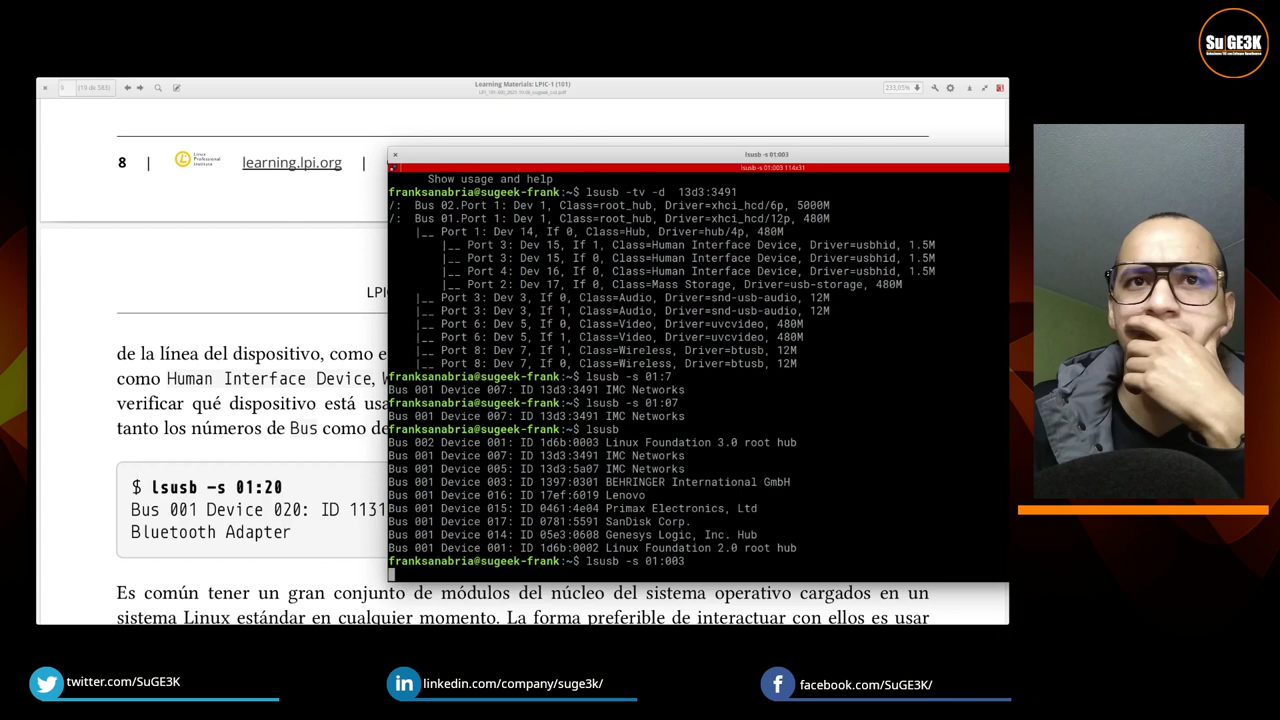 SuGE3K
Learning Materials: LPIC-1 (101)
9 (19 de 583)
233,05%
8 | Linux Professional Institute learning.lpi.org |
LPI
de la línea del dispositivo, como e
como Human Interface Device,
verificar qué dispositivo está usa
tanto los números de Bus como de
$ lsusb -s 01:20
Bus 001 Device 020: ID 1131
Bluetooth Adapter
Es común tener un gran conjunto de módulos del núcleo del sistema operativo cargados en un
sistema Linux estándar en cualquier momento. La forma preferible de interactuar con ellos es usar
lsusb -s 01:003
lsusb -s 01:003 114x31
Show usage and help
franksanabria@sugeek-frank:~$ lsusb -tv -d  13d3:3491
/:  Bus 02.Port 1: Dev 1, Class=root_hub, Driver=xhci_hcd/6p, 5000M
/:  Bus 01.Port 1: Dev 1, Class=root_hub, Driver=xhci_hcd/12p, 480M
    |__ Port 1: Dev 14, If 0, Class=Hub, Driver=hub/4p, 480M
        |__ Port 3: Dev 15, If 1, Class=Human Interface Device, Driver=usbhid, 1.5M
        |__ Port 3: Dev 15, If 0, Class=Human Interface Device, Driver=usbhid, 1.5M
        |__ Port 4: Dev 16, If 0, Class=Human Interface Device, Driver=usbhid, 1.5M
        |__ Port 2: Dev 17, If 0, Class=Mass Storage, Driver=usb-storage, 480M
    |__ Port 3: Dev 3, If 0, Class=Audio, Driver=snd-usb-audio, 12M
    |__ Port 3: Dev 3, If 1, Class=Audio, Driver=snd-usb-audio, 12M
    |__ Port 6: Dev 5, If 0, Class=Video, Driver=uvcvideo, 480M
    |__ Port 6: Dev 5, If 1, Class=Video, Driver=uvcvideo, 480M
    |__ Port 8: Dev 7, If 1, Class=Wireless, Driver=btusb, 12M
    |__ Port 8: Dev 7, If 0, Class=Wireless, Driver=btusb, 12M
franksanabria@sugeek-frank:~$ lsusb -s 01:7
Bus 001 Device 007: ID 13d3:3491 IMC Networks
franksanabria@sugeek-frank:~$ lsusb -s 01:07
Bus 001 Device 007: ID 13d3:3491 IMC Networks
franksanabria@sugeek-frank:~$ lsusb
Bus 002 Device 001: ID 1d6b:0003 Linux Foundation 3.0 root hub
Bus 001 Device 007: ID 13d3:3491 IMC Networks
Bus 001 Device 005: ID 13d3:5a07 IMC Networks
Bus 001 Device 003: ID 1397:0301 BEHRINGER International GmbH
Bus 001 Device 016: ID 17ef:6019 Lenovo
Bus 001 Device 015: ID 0461:4e04 Primax Electronics, Ltd
Bus 001 Device 017: ID 0781:5591 SanDisk Corp.
Bus 001 Device 014: ID 05e3:0608 Genesys Logic, Inc. Hub
Bus 001 Device 001: ID 1d6b:0002 Linux Foundation 2.0 root hub
franksanabria@sugeek-frank:~$ lsusb -s 01:003
twitter.com/SuGE3K
in linkedin.com/company/suge3k/
f facebook.com/SuGE3K/